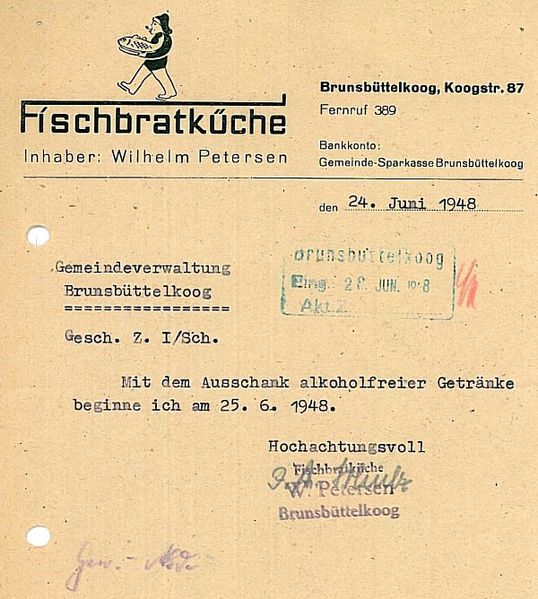 Fischbratküche
Inhaber: Wilhelm Petersen
Brunsbüttelkoog, Koogstr. 87
Fernruf 389
Bankkonto:
Gemeinde-Sparkasse Brunsbüttelkoog
den 24. Juni 1948
Gemeindeverwaltung
Brunsbüttelkoog
Brunsbüttelkoog
Eing. 28. JUN. 1948
Akt.Z.
Gesch. Z. I/Sch.
Mit dem Ausschank alkoholfreier Getränke
beginne ich am 25. 6. 1948.
Hochachtungsvoll
Fischbratküche
W. Petersen
Brunsbüttelkoog